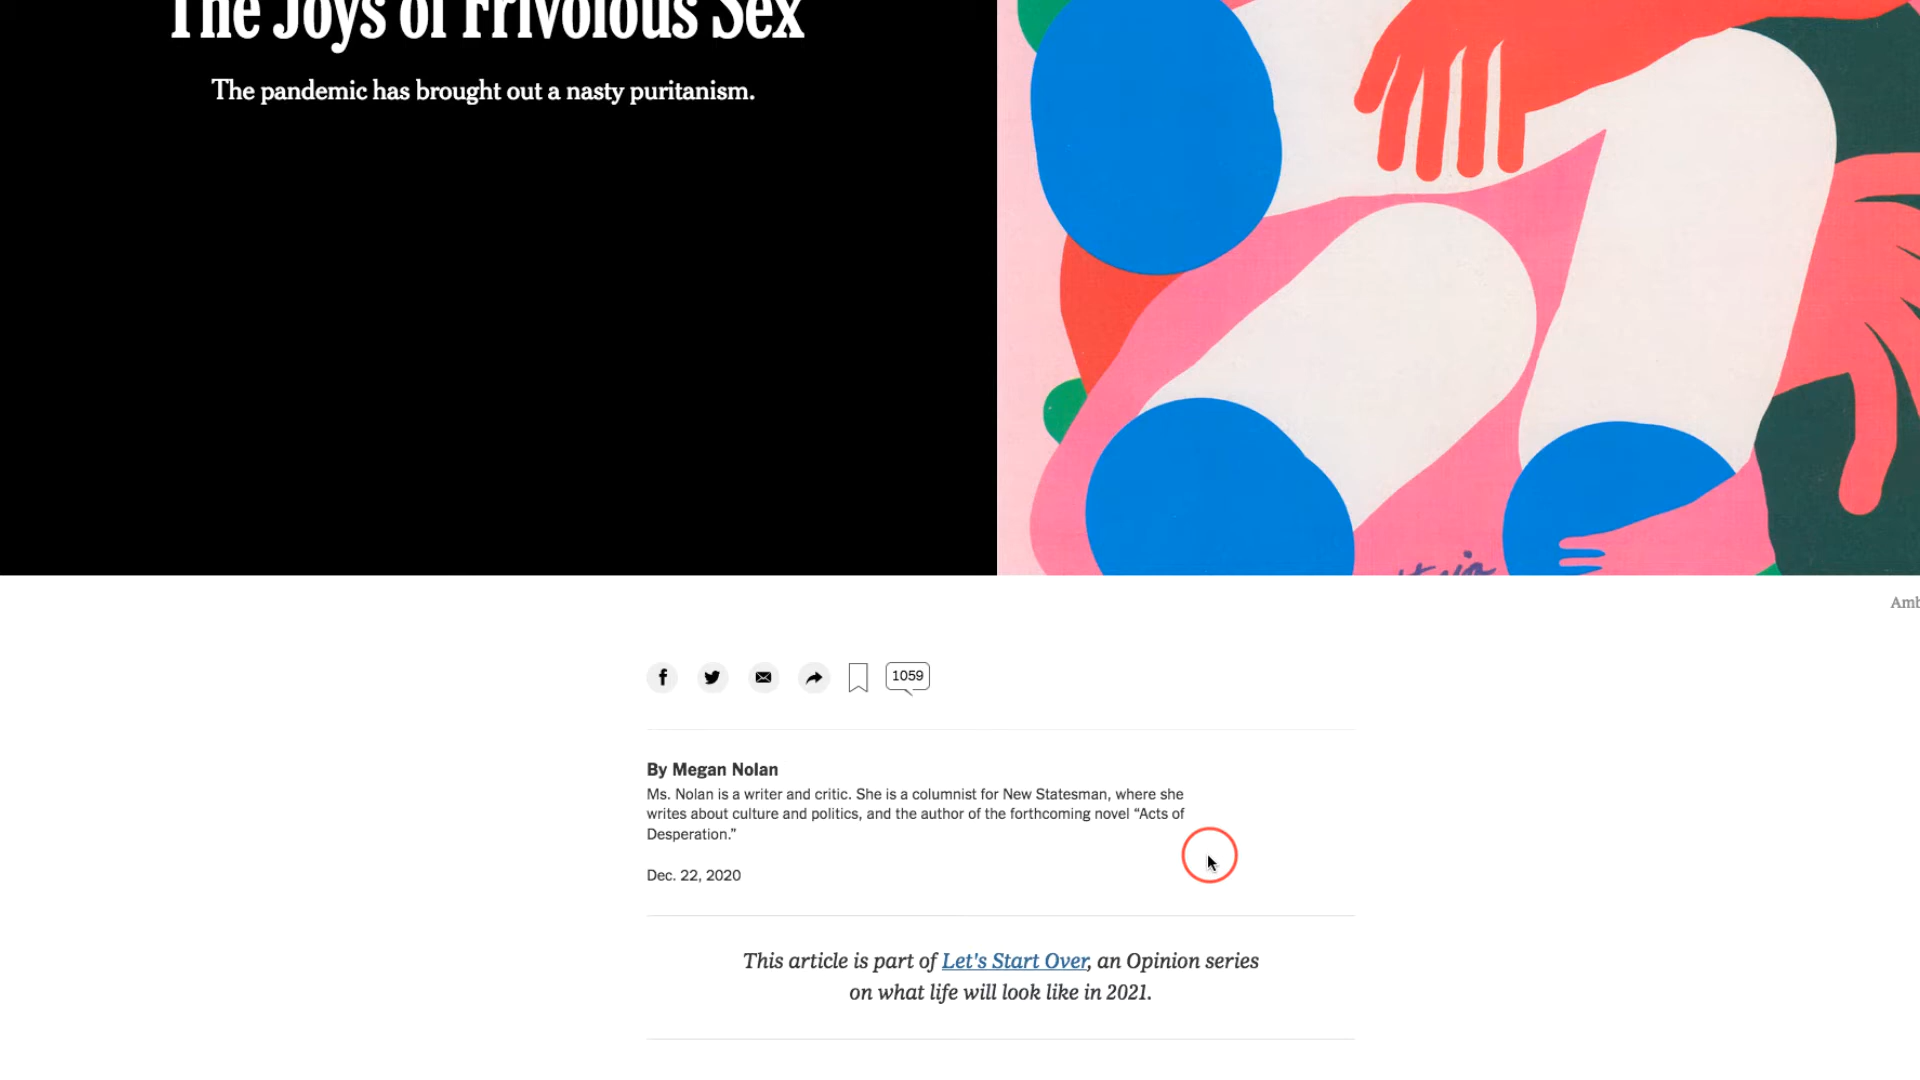 The Joys of Frivolous Sex
The pandemic has brought out a nasty puritanism.
Amb
1059
By Megan Nolan
Ms. Nolan is a writer and critic. She is a columnist for New Statesman, where she
writes about culture and politics, and the author of the forthcoming novel “Acts of
Desperation.”
Dec. 22, 2020
This article is part of Let's Start Over, an Opinion series
on what life will look like in 2021.